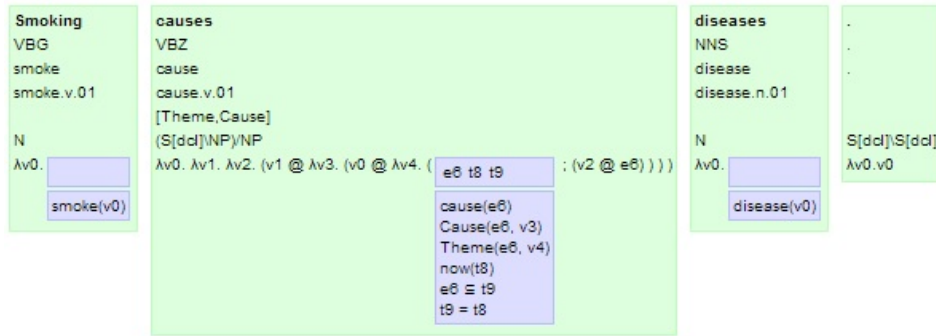 Smoking
VBG
smoke
smoke.v.01
N
λv0.
smoke(v0)
causes
VBZ
cause
cause.v.01
[Theme,Cause]
(S[dcl]\NP)/NP
λv0. λv1. λv2. (v1 @ λv3. (v0 @ λv4. ( e6 t8 t9 ; (v2 @ e6) ) ) )
cause(e6)
Cause(e6, v3)
Theme(e6, v4)
now(t8)
e6 ⊆ t9
t9 = t8
diseases
NNS
disease
disease.n.01
N
λv0.
disease(v0)
.
.
.
S[dcl]\S[dcl]
λv0.v0